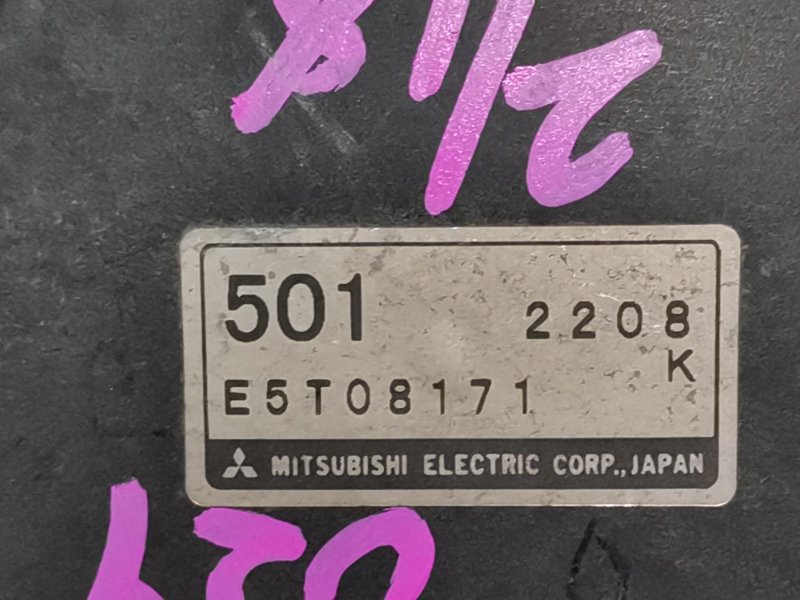 501 2208
K
E5T08171
MITSUBISHI ELECTRIC CORP., JAPAN